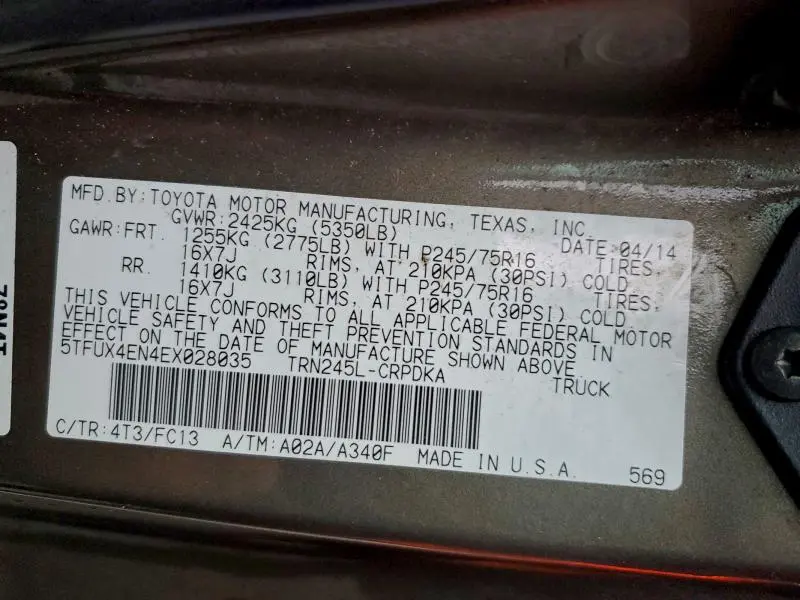 MFD. BY: TOYOTA MOTOR MANUFACTURING, TEXAS, INC.
GVWR: 2425KG (5350LB) DATE: 04/14
GAWR: FRT. 1255KG (2775LB) WITH P245/75R16 TIRES,
16X7J RIMS, AT 210KPA (30PSI) COLD
RR. 1410KG (3110LB) WITH P245/75R16 TIRES,
16X7J RIMS, AT 210KPA (30PSI) COLD
THIS VEHICLE CONFORMS TO ALL APPLICABLE FEDERAL MOTOR
VEHICLE SAFETY AND THEFT PREVENTION STANDARDS IN
EFFECT ON THE DATE OF MANUFACTURE SHOWN ABOVE.
5TFUX4EN4EX028035 TRN245L-CRPDKA TRUCK
C/TR: 4T3/FC13 A/TM: A02A/A340F MADE IN U.S.A. 569